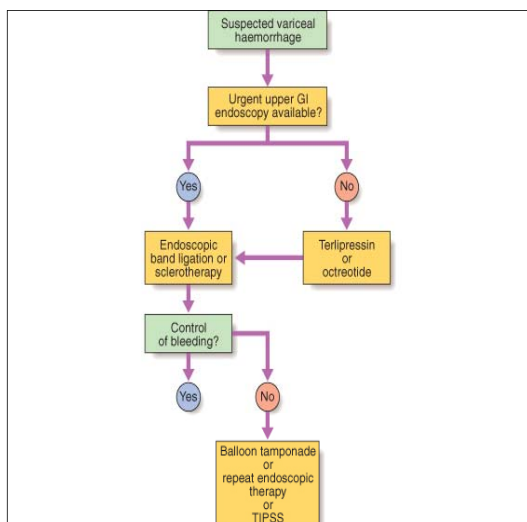 Suspected variceal
haemorrhage
Urgent upper GI
endoscopy available?
Yes
No
Endoscopic
band ligation or
sclerotherapy
Terlipressin
or
octreotide
Control
of bleeding?
Yes
No
Balloon tamponade
or
repeat endoscopic
therapy
or
TIPSS